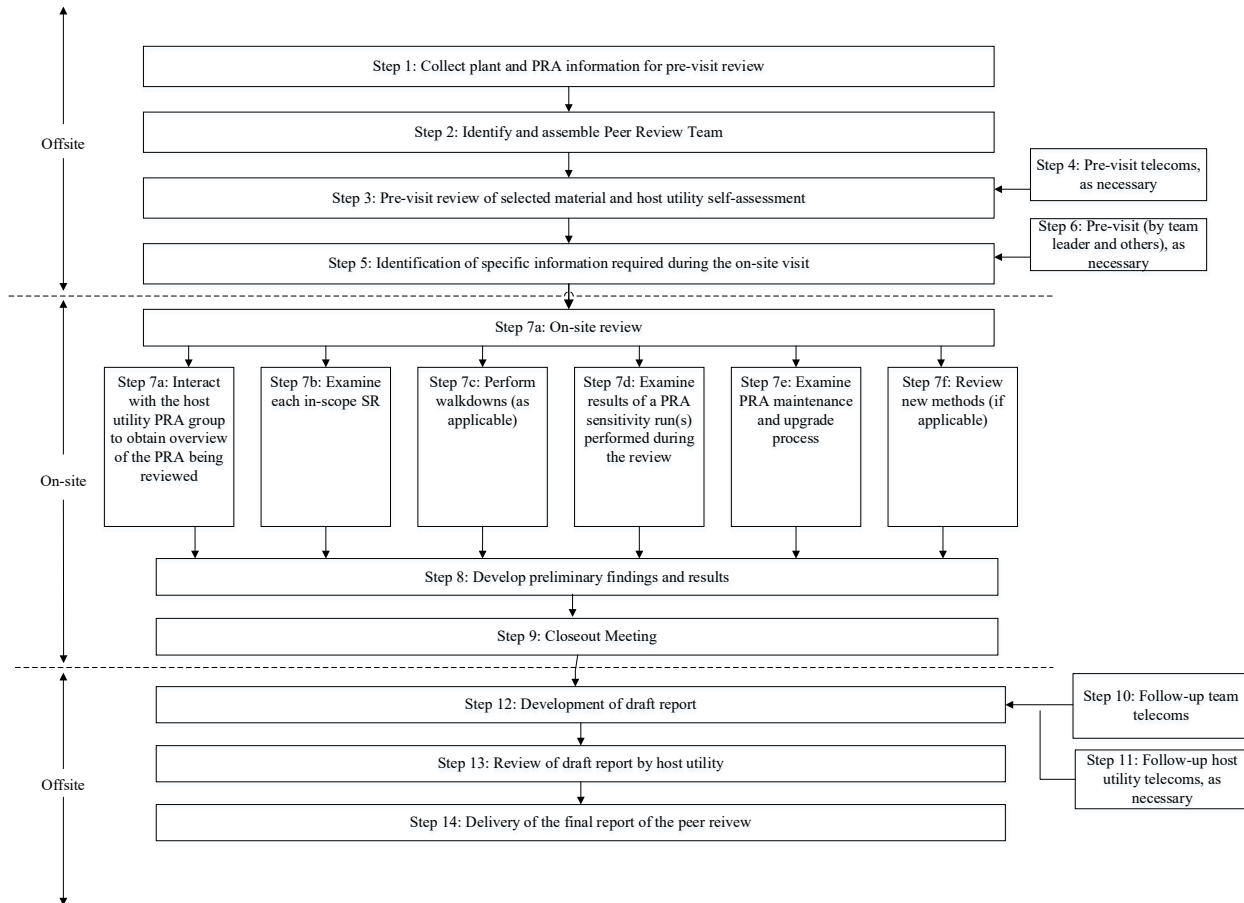 Step 1: Collect plant and PRA information for pre-visit review
Step 2: Identify and assemble Peer Review Team
Offsite
Step 4: Pre-visit telecoms,
as necessary
Step 3: Pre-visit review of selected material and host utility self-assessment
Step 6: Pre-visit (by team
leader and others), as
necessary
Step 5: Identification of specific information required during the on-site visit
Step 7a: On-site review
Step 7a: Interact
with the host
utility PRA group
to obtain overview
of the PRA being
reviewed
Step 7b: Examine
each in-scope SR
Step 7c: Perform
walkdowns (as
applicable)
Step 7d: Examine
results of a PRA
sensitivity run(s)
performed during
the review
Step 7e: Examine
PRA maintenance
and upgrade
process
Step 7f: Review
new methods (if
applicable)
On-site
Step 8: Develop preliminary findings and results
Step 9: Closeout Meeting
Step 12: Development of draft report
Step 10: Follow-up team
telecoms
Step 13: Review of draft report by host utility
Step 11: Follow-up host
utility telecoms, as
necessary
Offsite
Step 14: Delivery of the final report of the peer reivew